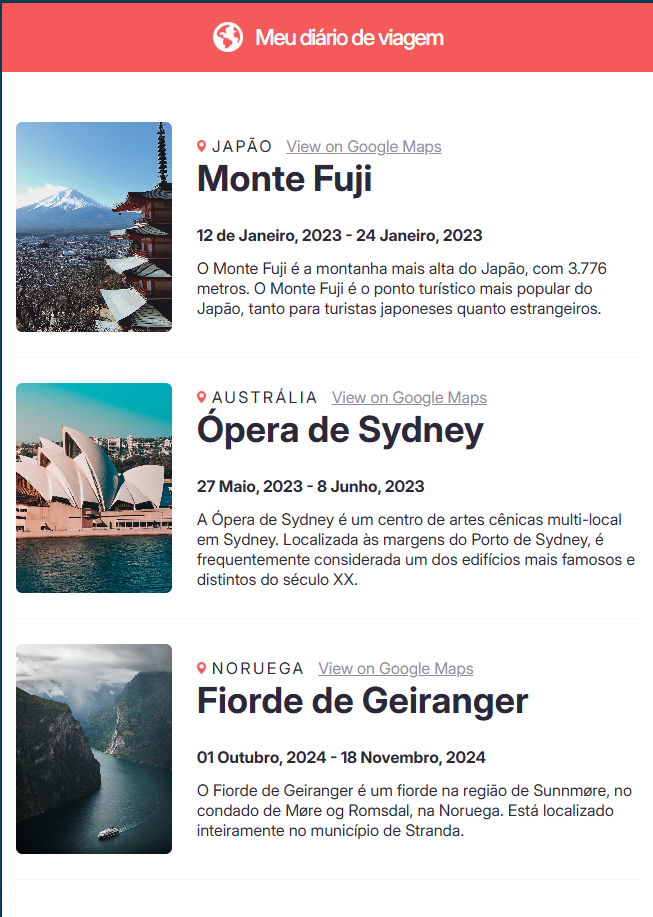 Meu diário de viagem
JAPÃO View on Google Maps
Monte Fuji
12 de Janeiro, 2023 - 24 Janeiro, 2023
O Monte Fuji é a montanha mais alta do Japão, com 3.776
metros. O Monte Fuji é o ponto turístico mais popular do
Japão, tanto para turistas japoneses quanto estrangeiros.
AUSTRÁLIA View on Google Maps
Ópera de Sydney
27 Maio, 2023 - 8 Junho, 2023
A Ópera de Sydney é um centro de artes cênicas multi-local
em Sydney. Localizada às margens do Porto de Sydney, é
frequentemente considerada um dos edifícios mais famosos e
distintos do século XX.
NORUEGA View on Google Maps
Fiorde de Geiranger
01 Outubro, 2024 - 18 Novembro, 2024
O Fiorde de Geiranger é um fiorde na região de Sunnmøre, no
condado de Møre og Romsdal, na Noruega. Está localizado
inteiramente no município de Stranda.